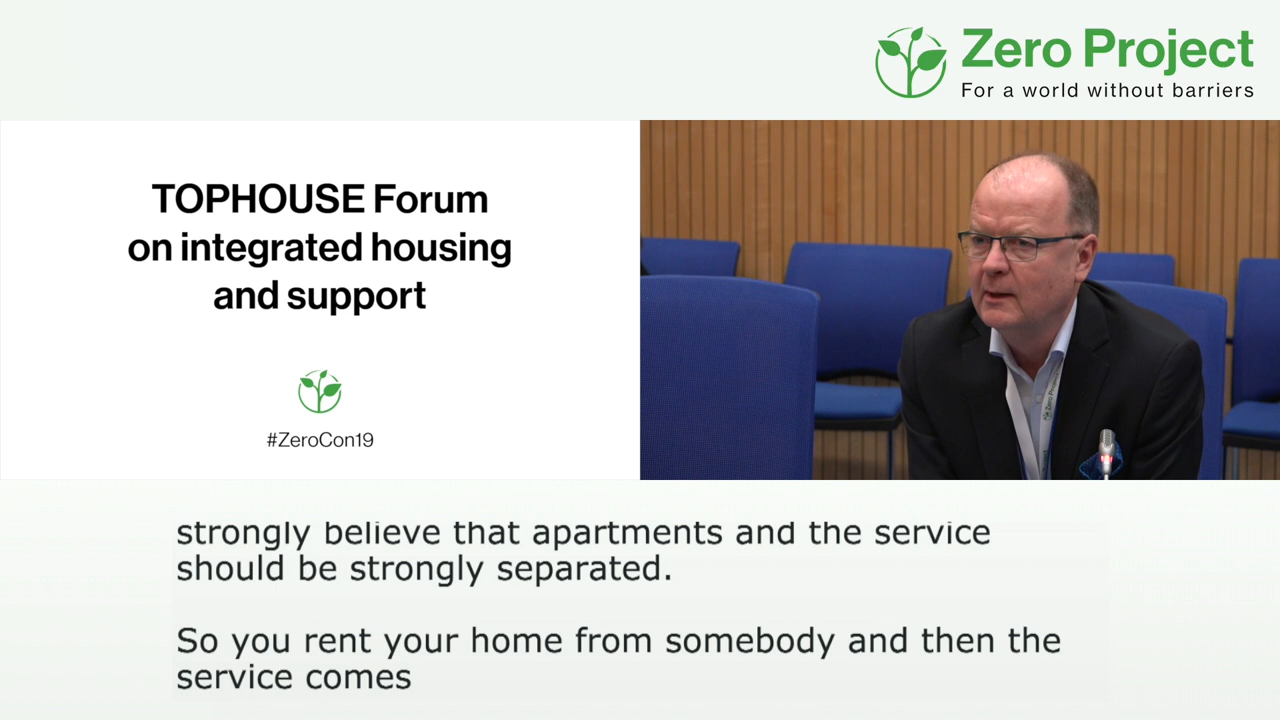 Zero Project
For a world without barriers
TOPHOUSE Forum
on integrated housing
and support
#ZeroCon19
strongly believe that apartments and the service
should be strongly separated.
So you rent your home from somebody and then the
service comes